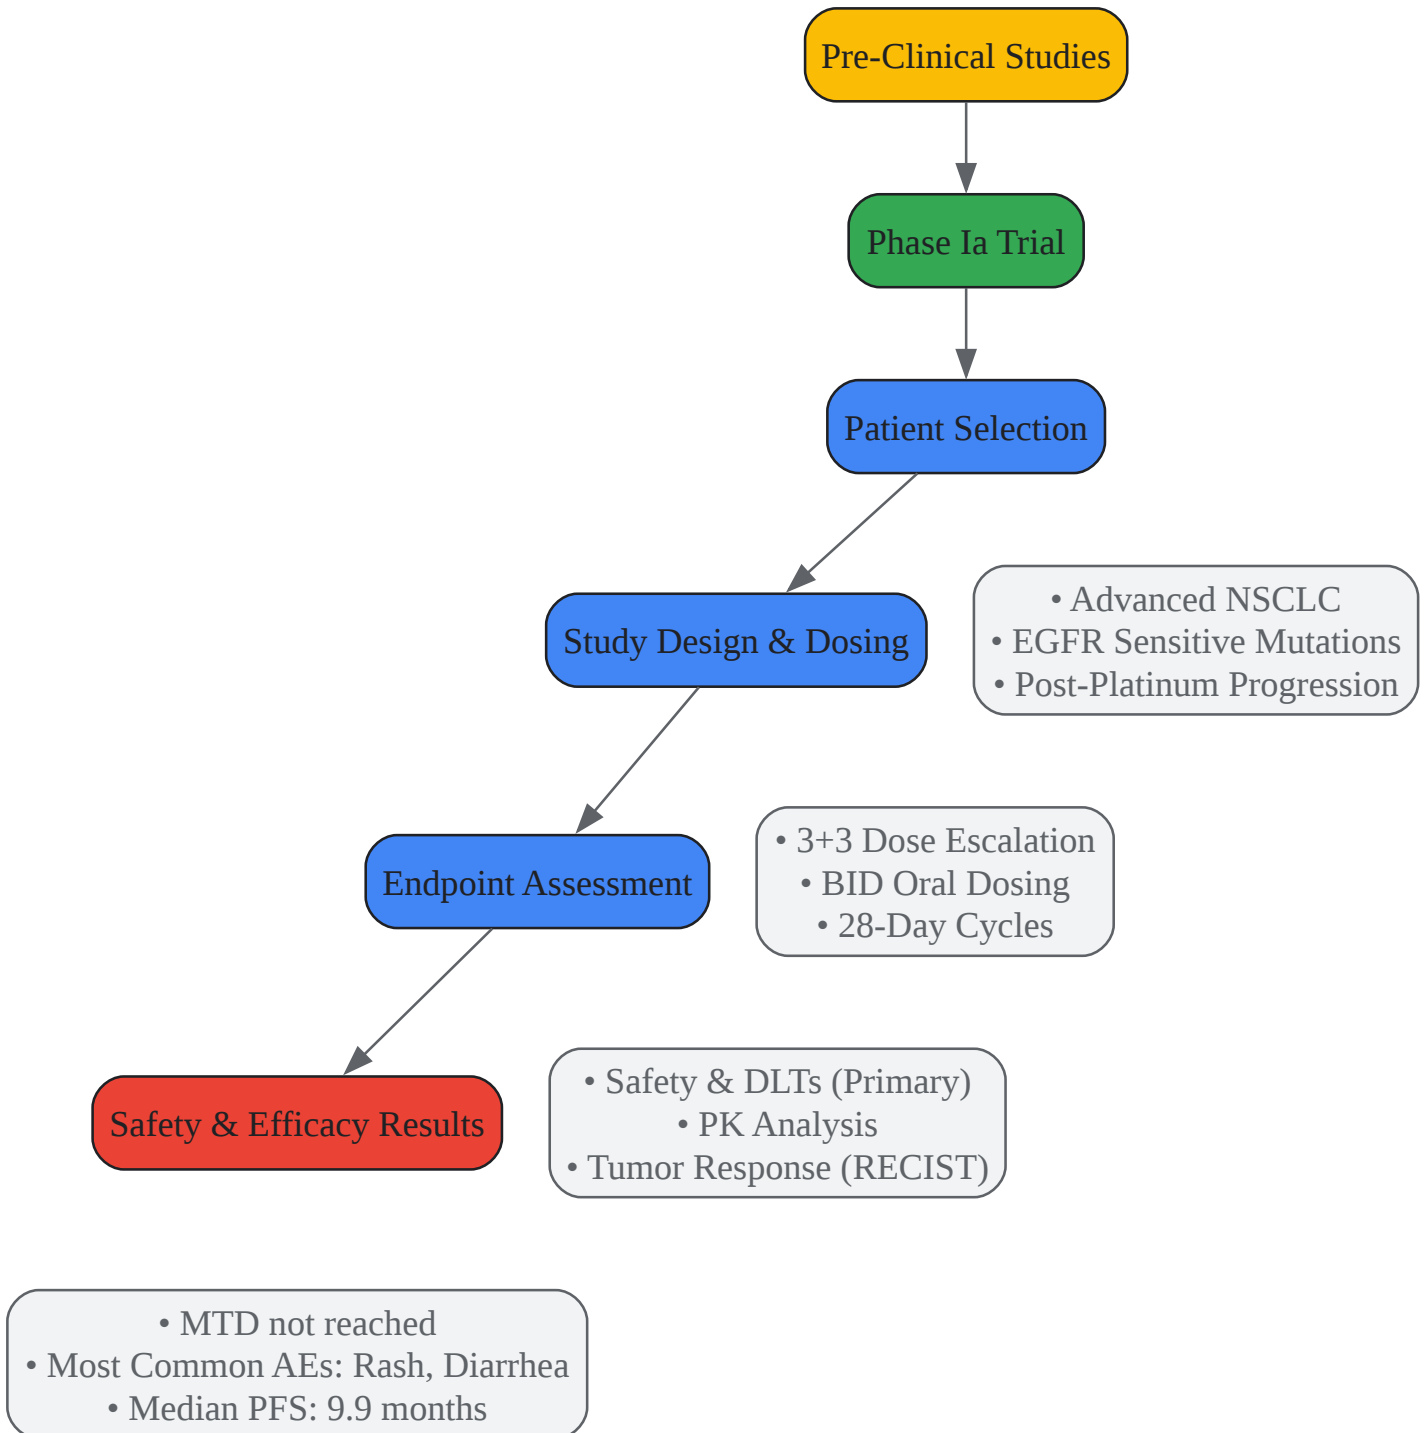 Pre-Clinical Studies
Phase Ia Trial
Patient Selection
Study Design & Dosing
• Advanced NSCLC
• EGFR Sensitive Mutations
• Post-Platinum Progression
Endpoint Assessment
• 3+3 Dose Escalation
• BID Oral Dosing
• 28-Day Cycles
Safety & Efficacy Results
• Safety & DLTs (Primary)
• PK Analysis
• Tumor Response (RECIST)
• MTD not reached
• Most Common AEs: Rash, Diarrhea
• Median PFS: 9.9 months